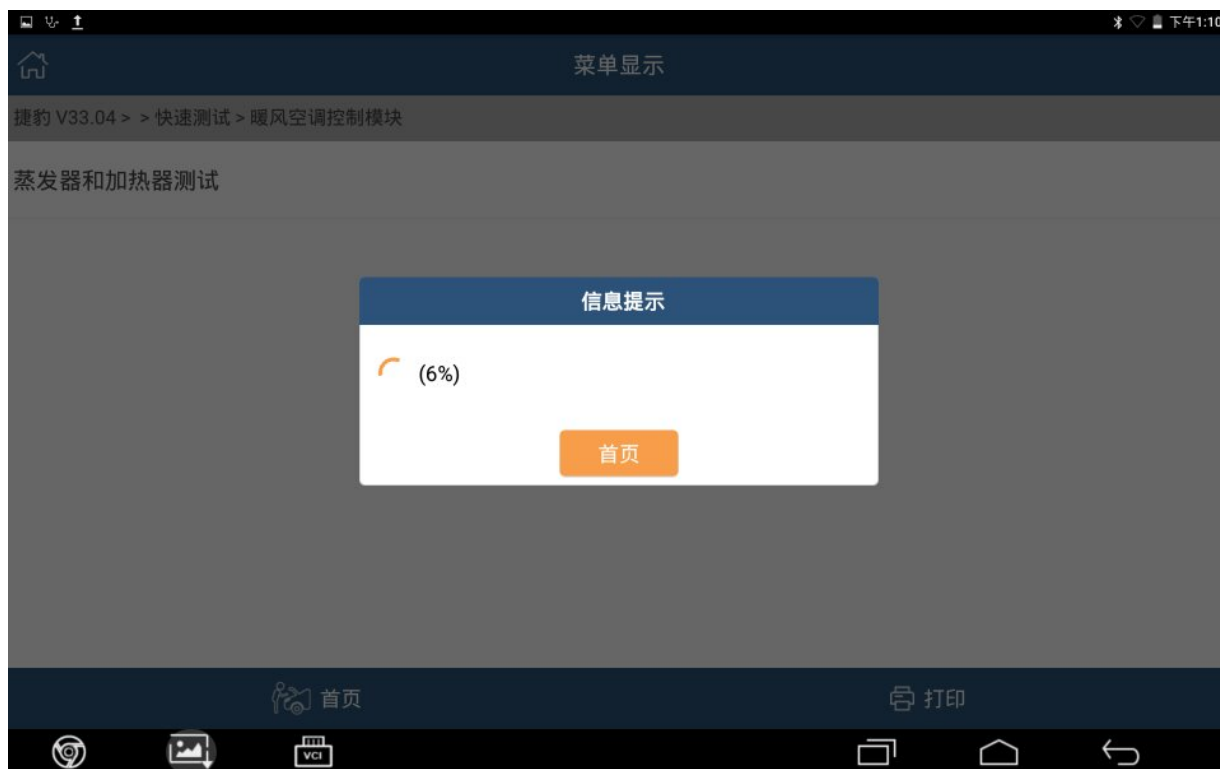 下午1:10
菜单显示
捷豹 V33.04 > > 快速测试 > 暖风空调控制模块
蒸发器和加热器测试
信息提示
(6%)
首页
首页
打印
VCI